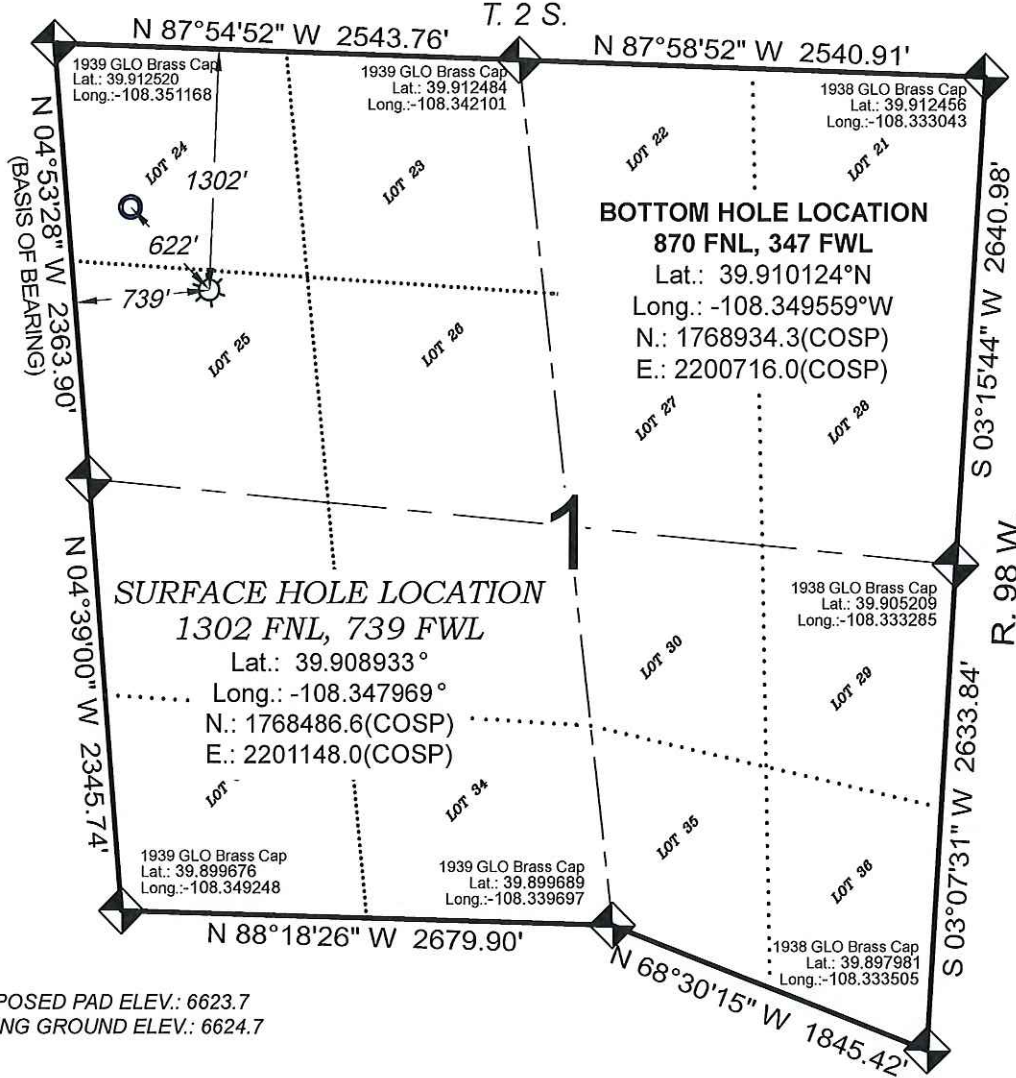 T. 2 S.
N 87°54'52" W 2543.76'
N 87°58'52" W 2540.91'
1939 GLO Brass Cap
Lat.: 39.912520
Long.:-108.351168
1939 GLO Brass Cap
Lat.: 39.912484
Long.:-108.342101
1938 GLO Brass Cap
Lat.: 39.912456
Long.:-108.333043
N 04°53'28" W 2363.90'
(BASIS OF BEARING)
LOT 24
1302'
LOT 23
LOT 22
LOT 21
622'
739'
BOTTOM HOLE LOCATION
870 FNL, 347 FWL
Lat.: 39.910124°N
Long.: -108.349559°W
N.: 1768934.3(COSP)
E.: 2200716.0(COSP)
S 03°15'44" W 2640.98'
LOT 25
LOT 26
LOT 27
LOT 28
1
R. 98 W.
N 04°39'00" W 2345.74'
SURFACE HOLE LOCATION
1302 FNL, 739 FWL
Lat.: 39.908933°
Long.: -108.347969°
N.: 1768486.6(COSP)
E.: 2201148.0(COSP)
1938 GLO Brass Cap
Lat.: 39.905209
Long.:-108.333285
LOT 30
LOT 29
S 03°07'31" W 2633.84'
LOT
LOT 34
LOT 35
LOT 36
1939 GLO Brass Cap
Lat.: 39.899676
Long.:-108.349248
1939 GLO Brass Cap
Lat.: 39.899689
Long.:-108.339697
1938 GLO Brass Cap
Lat.: 39.897981
Long.:-108.333505
N 88°18'26" W 2679.90'
N 68°30'15" W 1845.42'
POSED PAD ELEV.: 6623.7
NG GROUND ELEV.: 6624.7